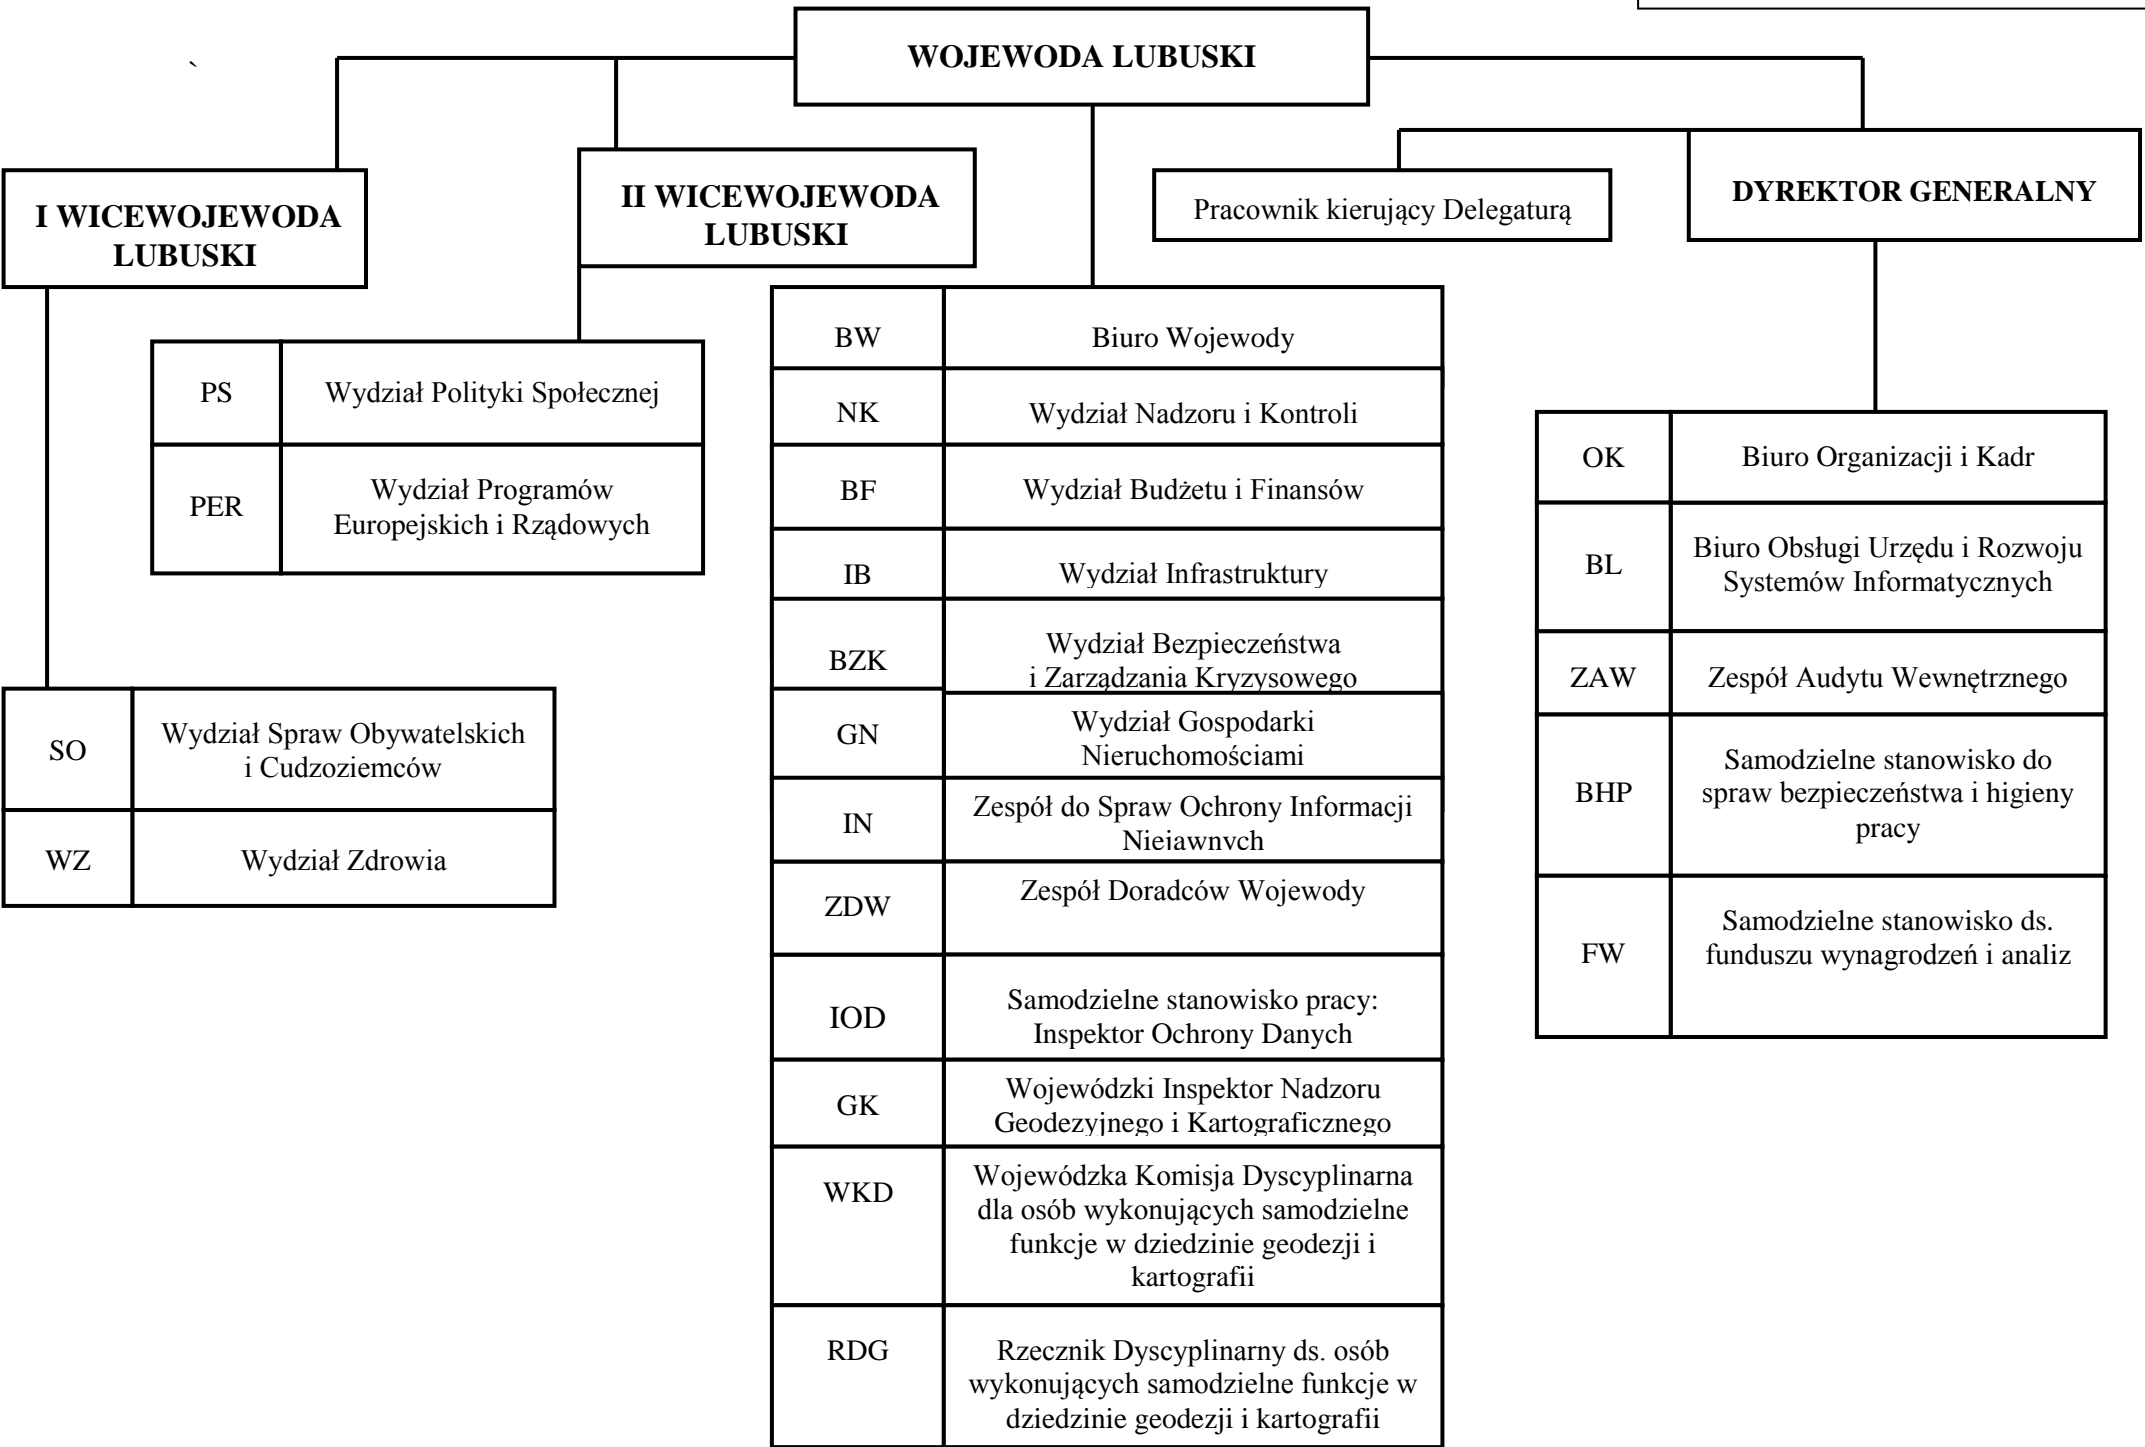 `
WOJEWODA LUBUSKI
I WICEWOJEWODA
LUBUSKI
II WICEWOJEWODA
LUBUSKI
Pracownik kierujący Delegaturą
DYREKTOR GENERALNY
PS
Wydział Polityki Społecznej
PER
Wydział Programów
Europejskich i Rządowych
SO
Wydział Spraw Obywatelskich
i Cudzoziemców
WZ
Wydział Zdrowia
BW
Biuro Wojewody
NK
Wydział Nadzoru i Kontroli
BF
Wydział Budżetu i Finansów
IB
Wydział Infrastruktury
BZK
Wydział Bezpieczeństwa
i Zarządzania Kryzysowego
GN
Wydział Gospodarki
Nieruchomościami
IN
Zespół do Spraw Ochrony Informacji
Niejawnych
ZDW
Zespół Doradców Wojewody
IOD
Samodzielne stanowisko pracy:
Inspektor Ochrony Danych
GK
Wojewódzki Inspektor Nadzoru
Geodezyjnego i Kartograficznego
WKD
Wojewódzka Komisja Dyscyplinarna
dla osób wykonujących samodzielne
funkcje w dziedzinie geodezji i
kartografii
RDG
Rzecznik Dyscyplinarny ds. osób
wykonujących samodzielne funkcje w
dziedzinie geodezji i kartografii
OK
Biuro Organizacji i Kadr
BL
Biuro Obsługi Urzędu i Rozwoju
Systemów Informatycznych
ZAW
Zespół Audytu Wewnętrznego
BHP
Samodzielne stanowisko do
spraw bezpieczeństwa i higieny
pracy
FW
Samodzielne stanowisko ds.
funduszu wynagrodzeń i analiz